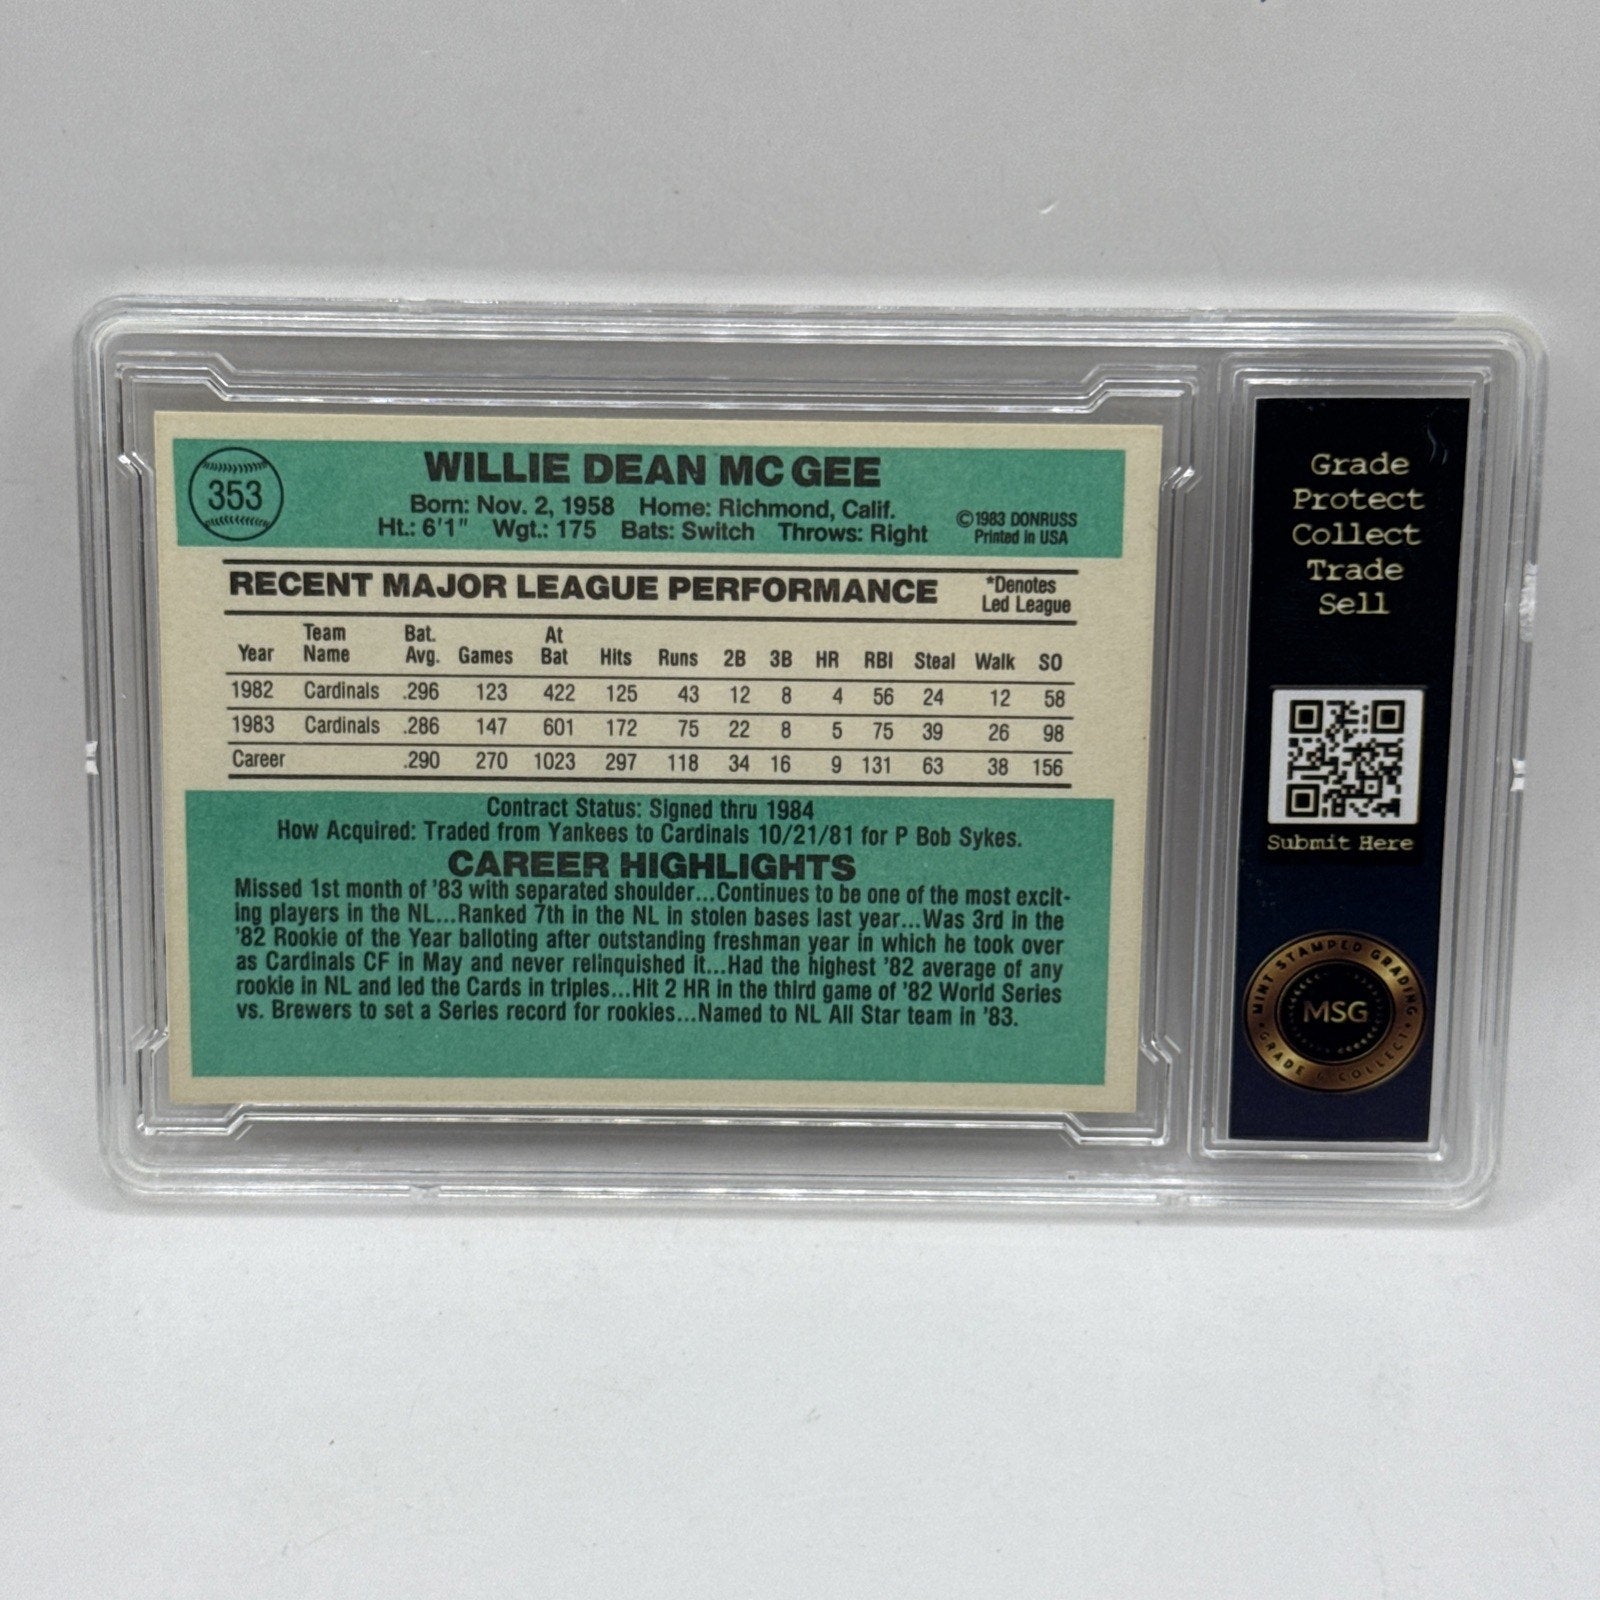 353
WILLIE DEAN MC GEE
Born: Nov. 2, 1958 Home: Richmond, Calif.
Ht.: 6'1" Wgt.: 175 Bats: Switch Throws: Right
©1983 DONRUSS
Printed in USA
RECENT MAJOR LEAGUE PERFORMANCE
*Denotes
Led League
Year Team Name Bat. Avg. Games At Bat Hits Runs 2B 3B HR RBI Steal Walk SO
1982 Cardinals .296 123 422 125 43 12 8 4 56 24 12 58
1983 Cardinals .286 147 601 172 75 22 8 5 75 39 26 98
Career .290 270 1023 297 118 34 16 9 131 63 38 156
Contract Status: Signed thru 1984
How Acquired: Traded from Yankees to Cardinals 10/21/81 for P Bob Sykes.
CAREER HIGHLIGHTS
Missed 1st month of '83 with separated shoulder...Continues to be one of the most excit-
ing players in the NL...Ranked 7th in the NL in stolen bases last year...Was 3rd in the
'82 Rookie of the Year balloting after outstanding freshman year in which he took over
as Cardinals CF in May and never relinquished it...Had the highest '82 average of any
rookie in NL and led the Cards in triples...Hit 2 HR in the third game of '82 World Series
vs. Brewers to set a Series record for rookies...Named to NL All Star team in '83.
Grade
Protect
Collect
Trade
Sell
Submit Here
MINT STAMPED GRADING
MSG
GRADE & COLLECT